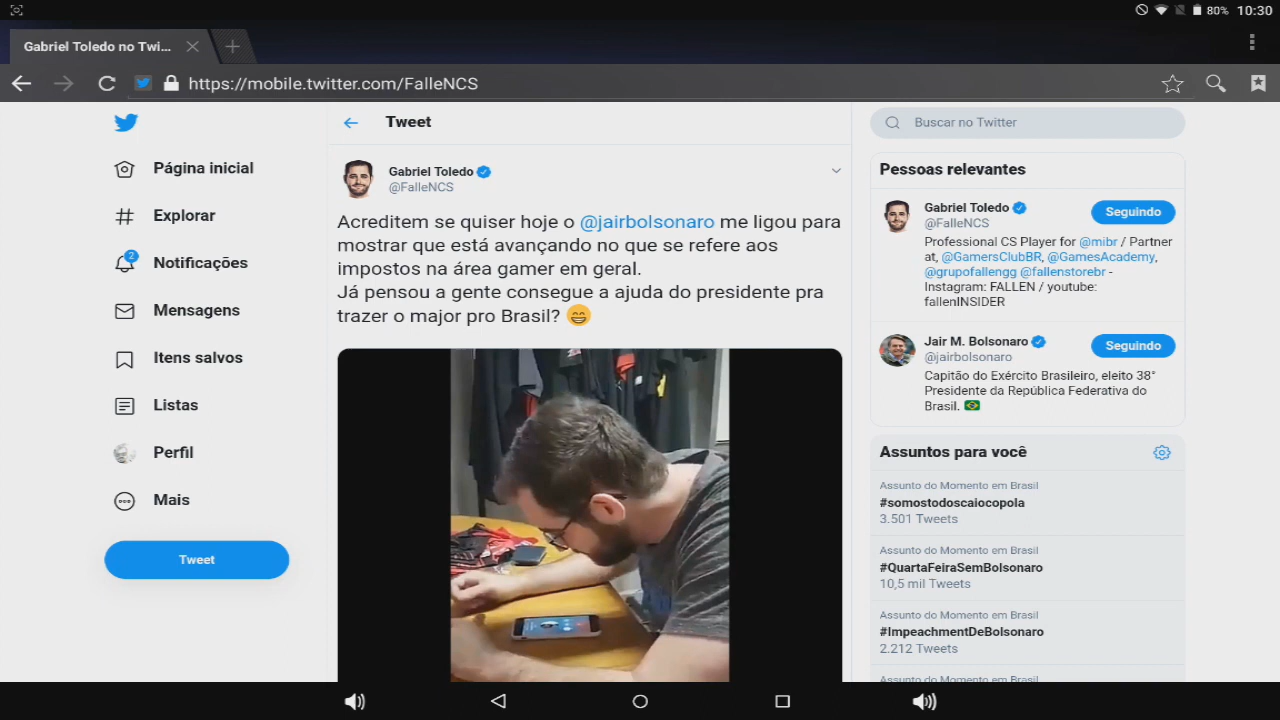 80% 10:30
Gabriel Toledo no Twi...
https://mobile.twitter.com/FalleNCS
Página inicial
Explorar
2
Notificações
Mensagens
Itens salvos
Listas
Perfil
Mais
Tweet
Tweet
Gabriel Toledo
@FalleNCS
Acreditem se quiser hoje o @jairbolsonaro me ligou para
mostrar que está avançando no que se refere aos
impostos na área gamer em geral.
Já pensou a gente consegue a ajuda do presidente pra
trazer o major pro Brasil? 😁
Buscar no Twitter
Pessoas relevantes
Gabriel Toledo
@FalleNCS
Seguindo
Professional CS Player for @mibr / Partner
at, @GamersClubBR, @GamesAcademy,
@grupofallengg @fallenstorebr -
Instagram: FALLEN / youtube:
fallenINSIDER
Jair M. Bolsonaro
@jairbolsonaro
Seguindo
Capitão do Exército Brasileiro, eleito 38°
Presidente da República Federativa do
Brasil. 🇧🇷
Assuntos para você
Assunto do Momento em Brasil
#somostodoscaiocopola
3.501 Tweets
Assunto do Momento em Brasil
#QuartaFeiraSemBolsonaro
10,5 mil Tweets
Assunto do Momento em Brasil
#ImpeachmentDeBolsonaro
2.212 Tweets
Assunto do Momento em Brasil